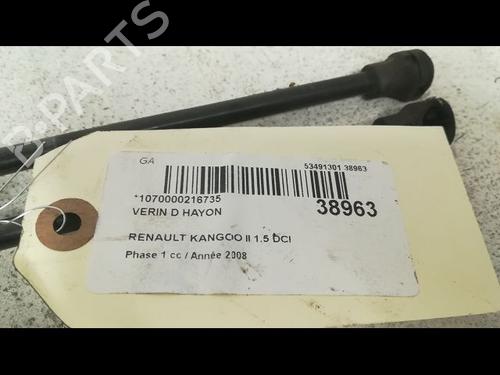 B-PARTS
GA
53491301 38963
*1070000216735
38963
VERIN D HAYON
RENAULT KANGOO II 1.5 DCI
Phase 1 cc / Année 2008